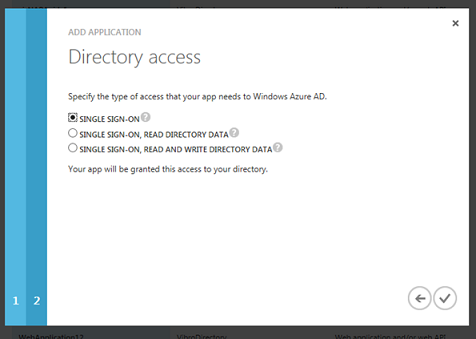 ADD APPLICATION
Directory access
Specify the type of access that your app needs to Windows Azure AD.
SINGLE SIGN-ON ?
SINGLE SIGN-ON, READ DIRECTORY DATA ?
SINGLE SIGN-ON, READ AND WRITE DIRECTORY DATA ?
Your app will be granted this access to your directory.
1 2